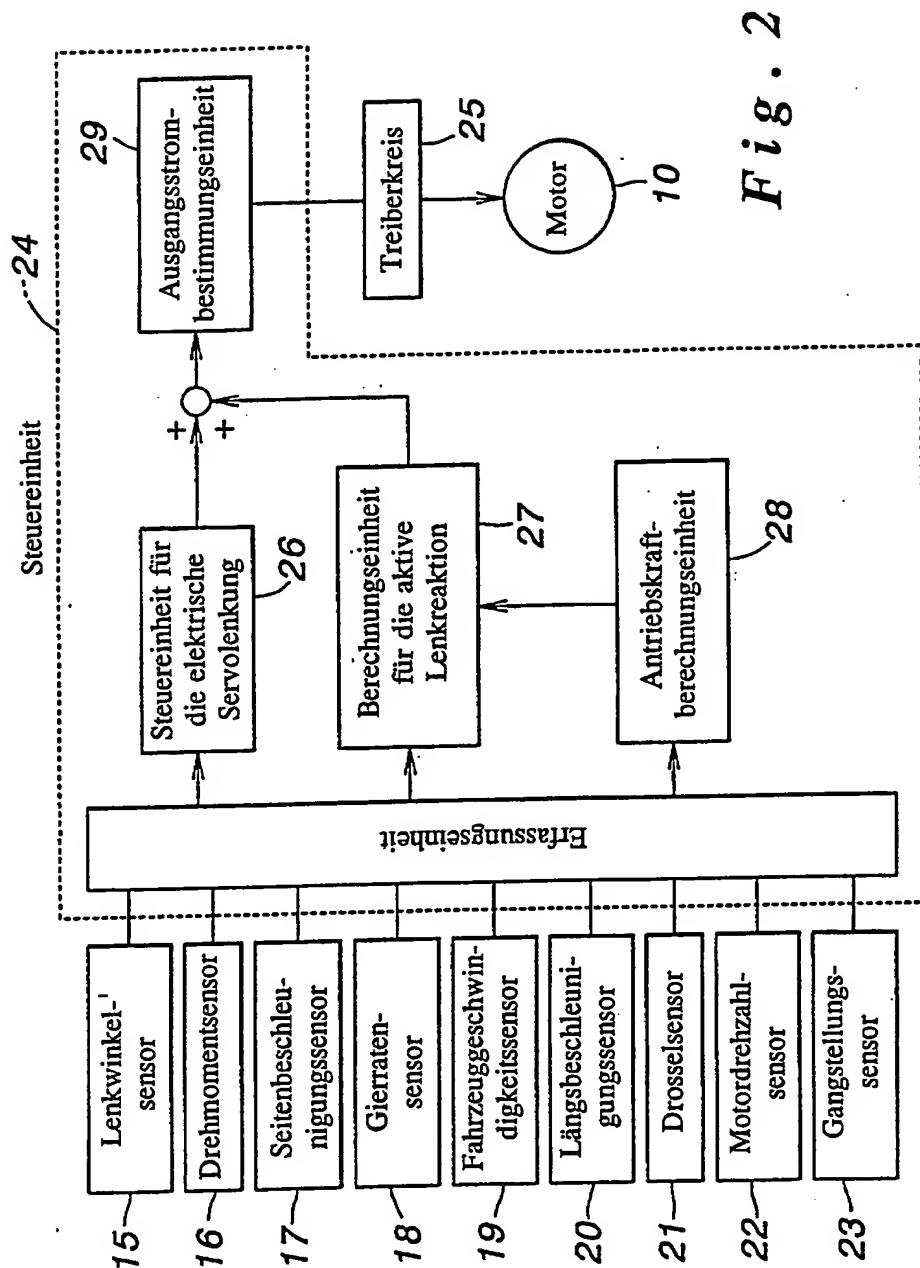 Steuereinheit
24
15
Lenkwinkel-
sensor
16
Drehmomentsensor
17
Seitenbeschleu-
nigungssensor
18
Gierraten-
sensor
19
Fahrzeuggeschwin-
digkeitssensor
20
Längsbeschleuni-
gungssensor
21
Drosselsensor
22
Motordrehzahl-
sensor
23
Gangstellungs-
sensor
Erfassungseinheit
Steuereinheit für
die elektrische
Servolenkung
26
Berechnungseinheit
für die aktive
Lenkreaktion
27
Antriebskraft-
berechnungseinheit
28
+
+
29
Ausgangsstrom-
bestimmungseinheit
Treiberkreis
25
Motor
10
Fig. 2